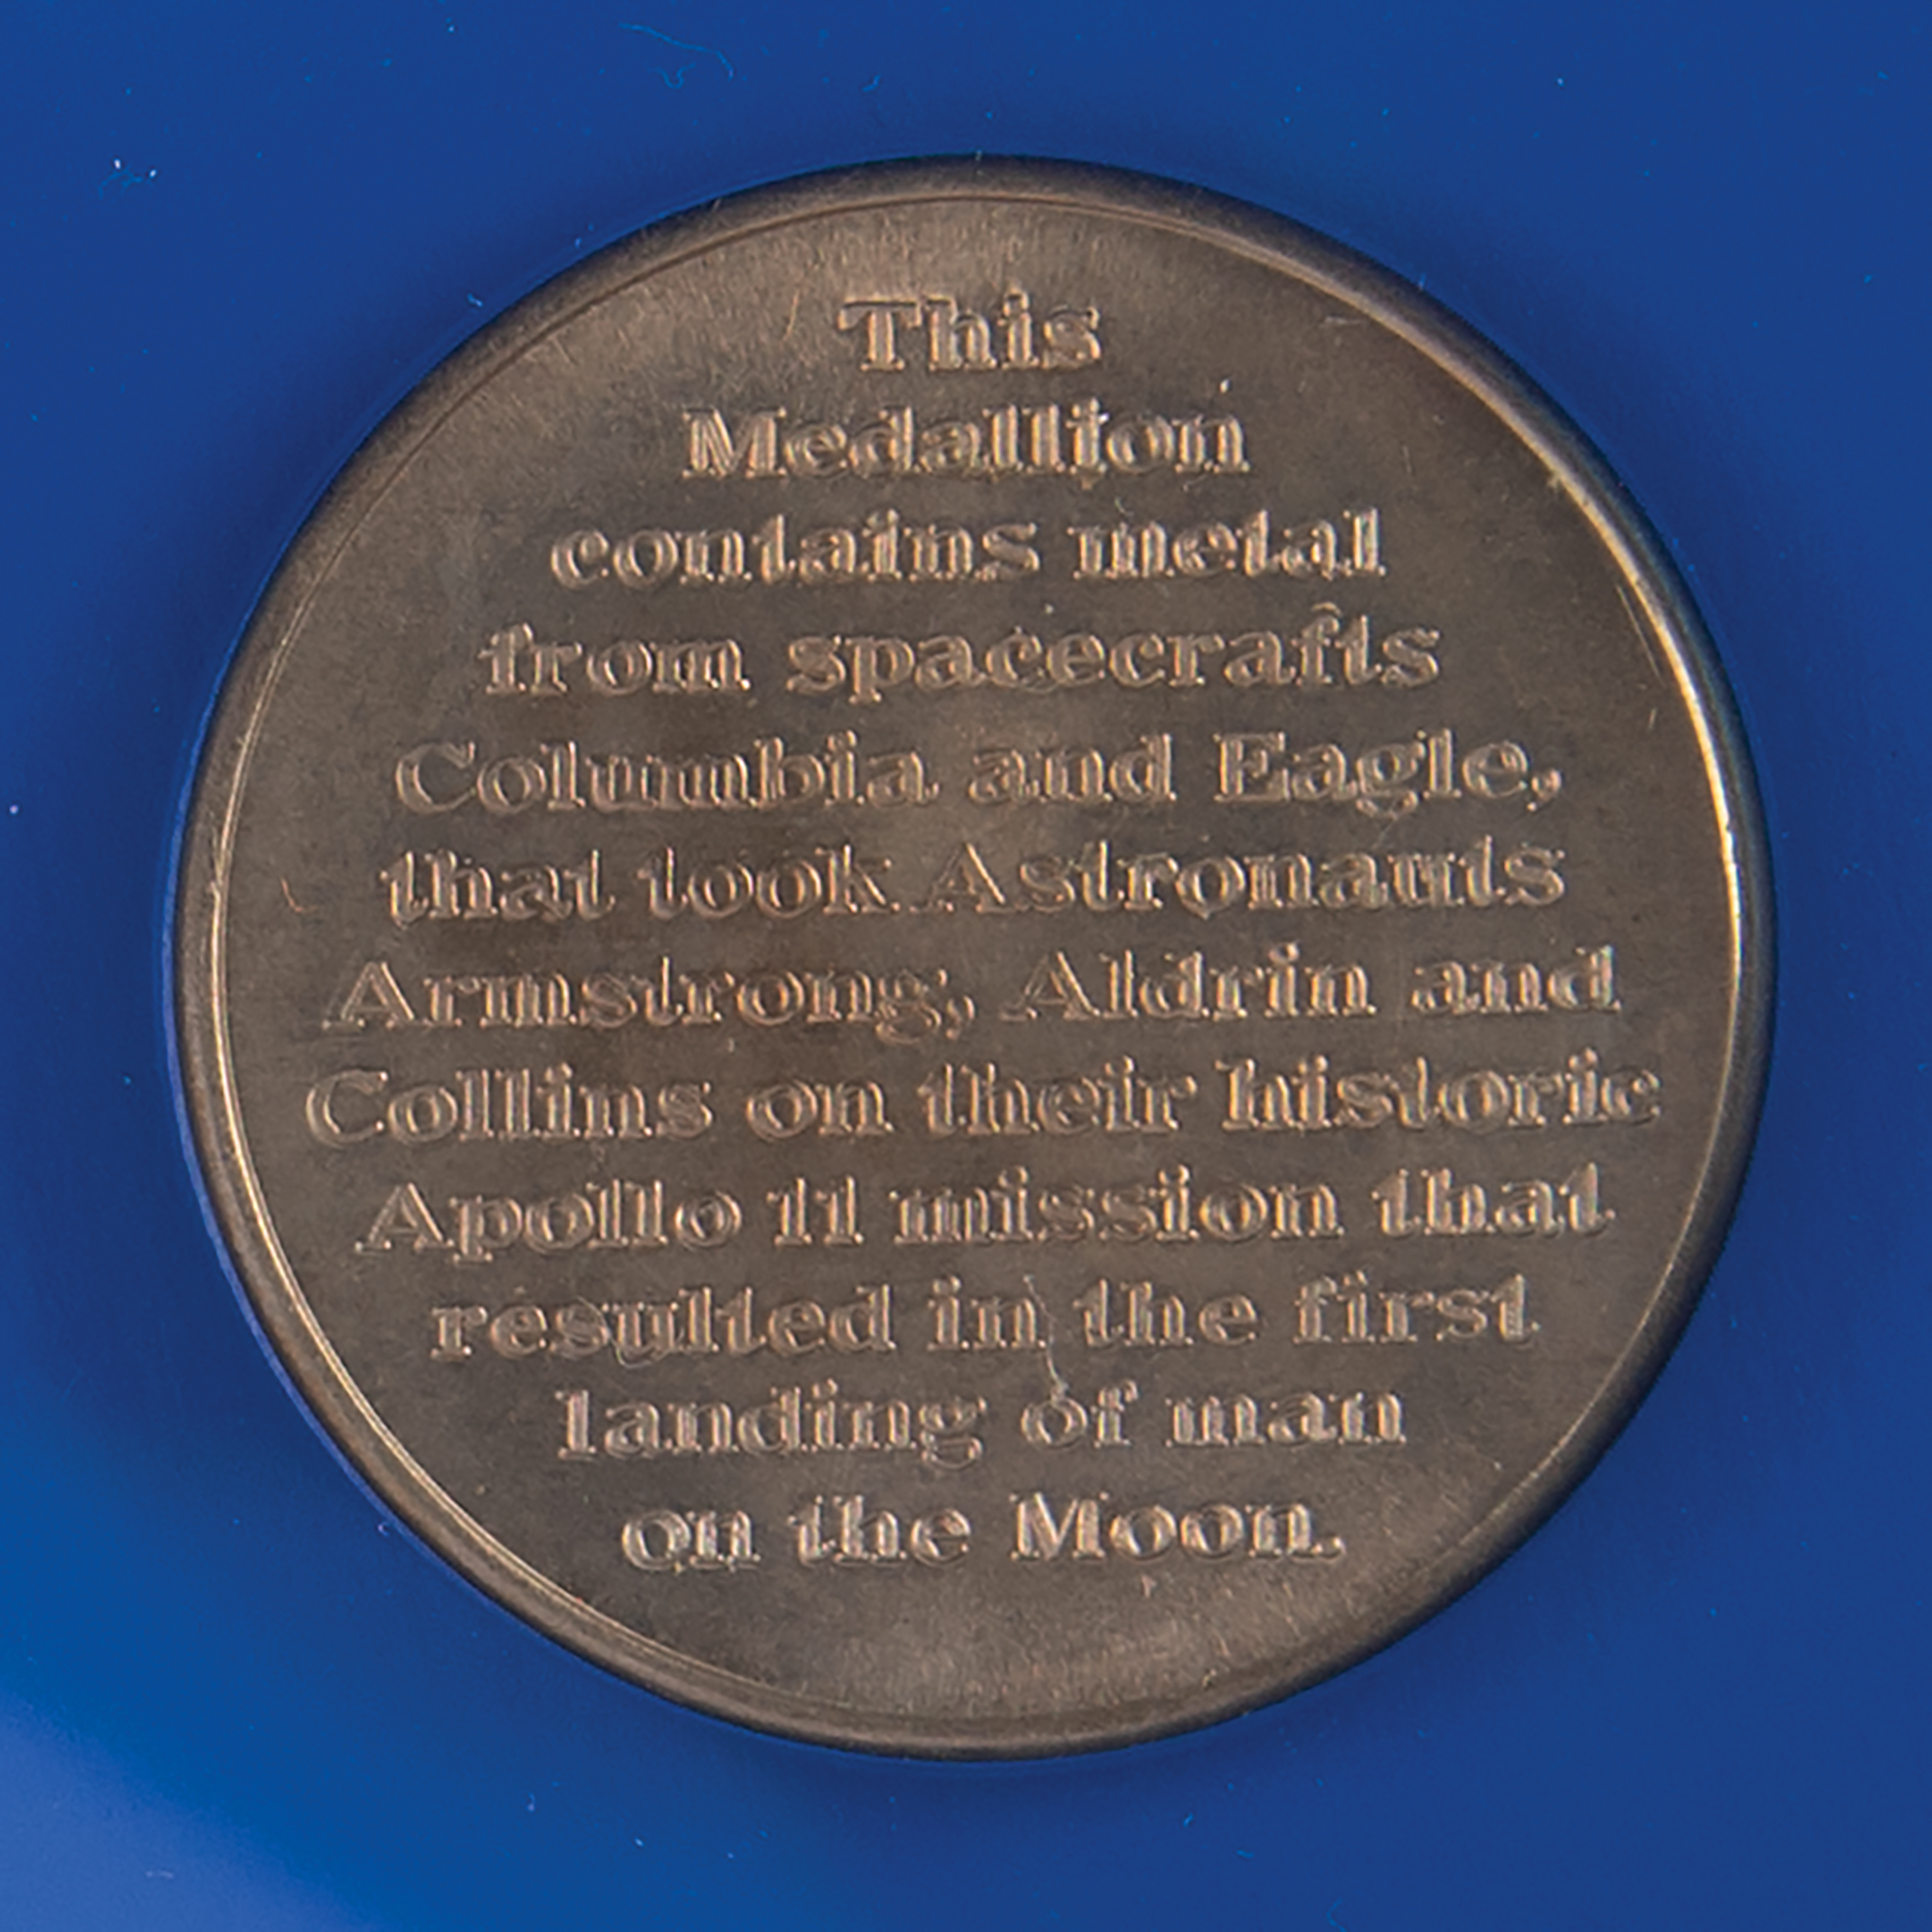 This
Medallion
contains metal
from spacecrafts
Columbia and Eagle,
that took Astronauts
Armstrong, Aldrin and
Collins on their historic
Apollo 11 mission that
resulted in the first
landing of man
on the Moon.